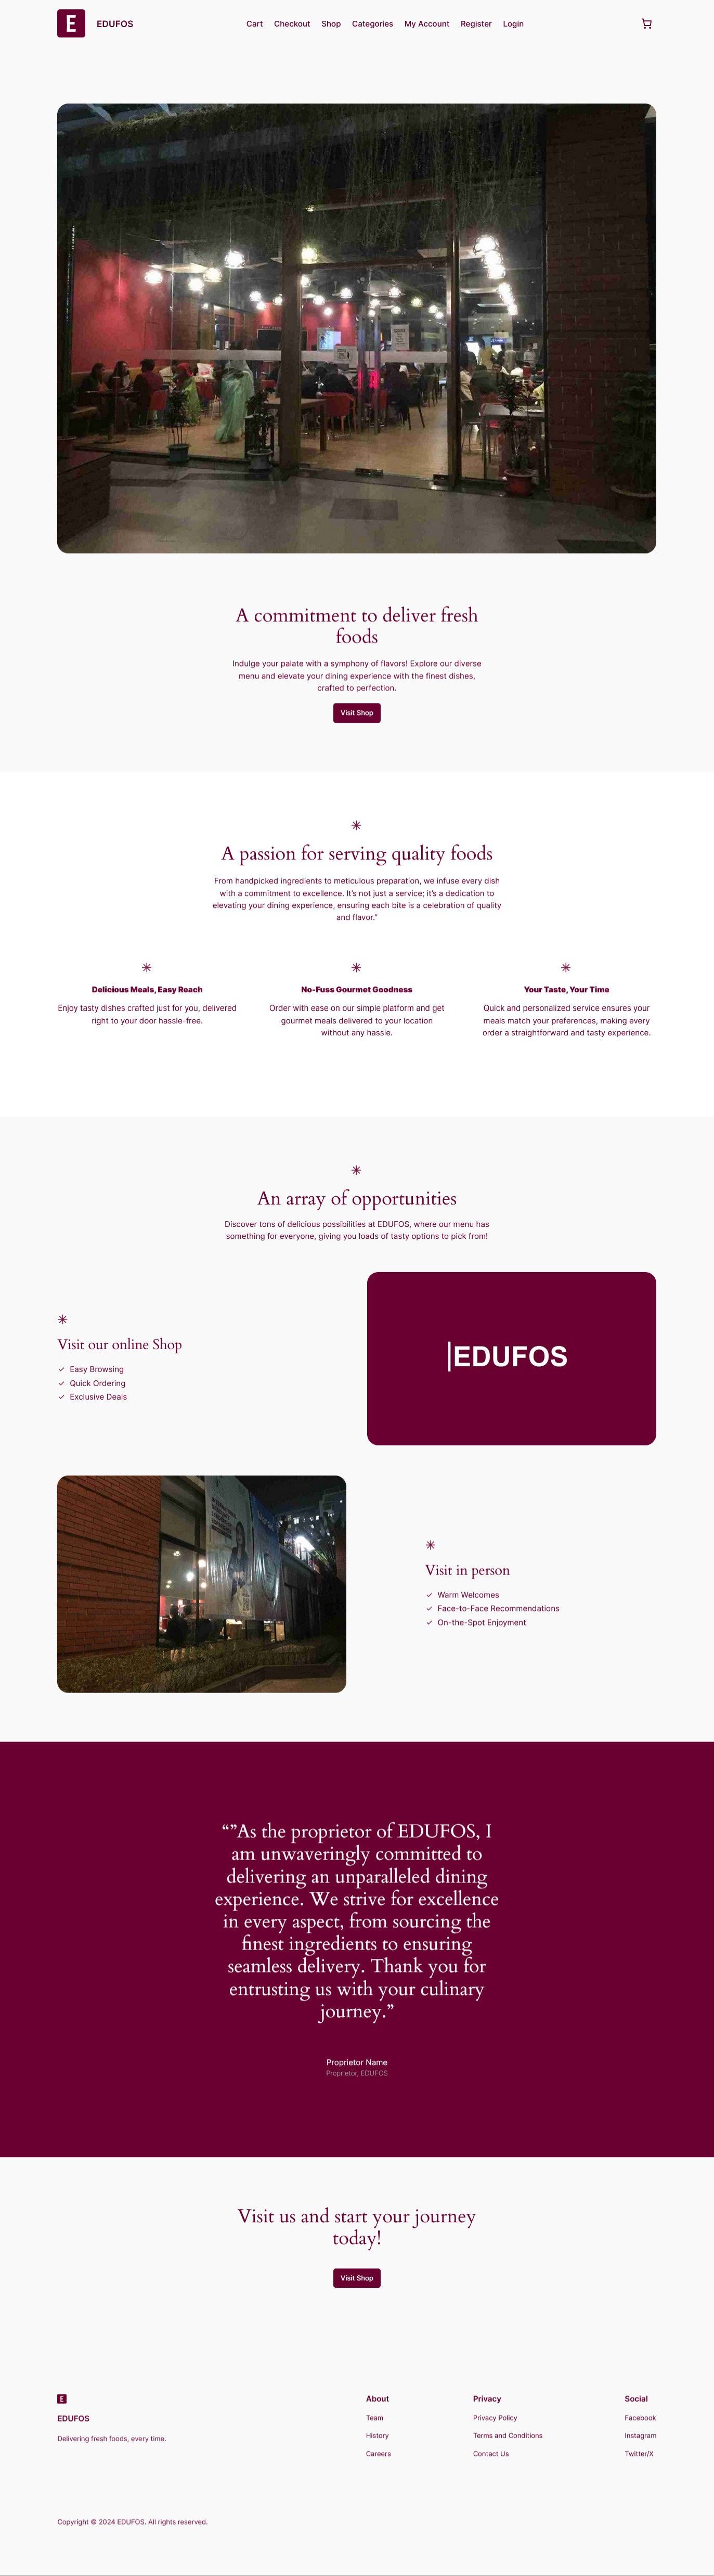 E
EDUFOS
Cart Checkout Shop Categories My Account Register Login
A commitment to deliver fresh
foods
Indulge your palate with a symphony of flavors! Explore our diverse
menu and elevate your dining experience with the finest dishes,
crafted to perfection.
Visit Shop
A passion for serving quality foods
From handpicked ingredients to meticulous preparation, we infuse every dish
with a commitment to excellence. It’s not just a service; it’s a dedication to
elevating your dining experience, ensuring each bite is a celebration of quality
and flavor.”
Delicious Meals, Easy Reach
Enjoy tasty dishes crafted just for you, delivered
right to your door hassle-free.
No-Fuss Gourmet Goodness
Order with ease on our simple platform and get
gourmet meals delivered to your location
without any hassle.
Your Taste, Your Time
Quick and personalized service ensures your
meals match your preferences, making every
order a straightforward and tasty experience.
An array of opportunities
Discover tons of delicious possibilities at EDUFOS, where our menu has
something for everyone, giving you loads of tasty options to pick from!
Visit our online Shop
Easy Browsing
Quick Ordering
Exclusive Deals
EDUFOS
Visit in person
Warm Welcomes
Face-to-Face Recommendations
On-the-Spot Enjoyment
“”As the proprietor of EDUFOS, I
am unwaveringly committed to
delivering an unparalleled dining
experience. We strive for excellence
in every aspect, from sourcing the
finest ingredients to ensuring
seamless delivery. Thank you for
entrusting us with your culinary
journey.”
Proprietor Name
Proprietor, EDUFOS
Visit us and start your journey
today!
Visit Shop
E
EDUFOS
Delivering fresh foods, every time.
About
Team
History
Careers
Privacy
Privacy Policy
Terms and Conditions
Contact Us
Social
Facebook
Instagram
Twitter/X
Copyright © 2024 EDUFOS. All rights reserved.